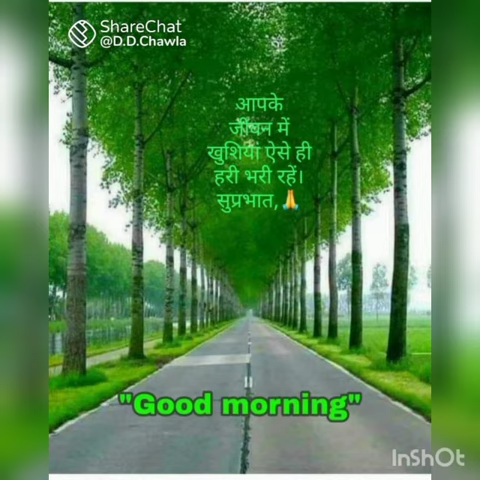 ShareChat
@D.D.Chawla
आपके
जीवन में
खुशियां ऐसे ही
हरी भरी रहें।
सुप्रभात,🙏
"Good morning"
InShOt